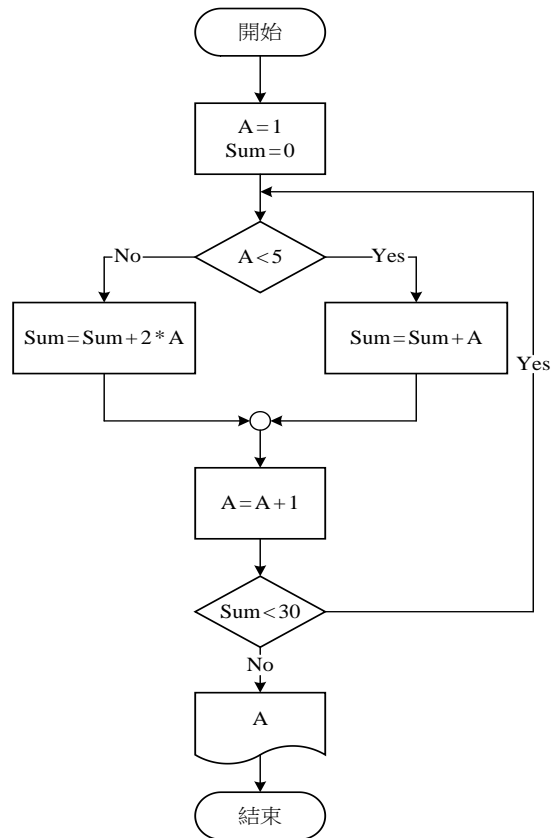 開始
A=1
Sum=0
A<5
No
Yes
Sum=Sum+2*A
Sum=Sum+A
Yes
A=A+1
Sum<30
No
A
結束